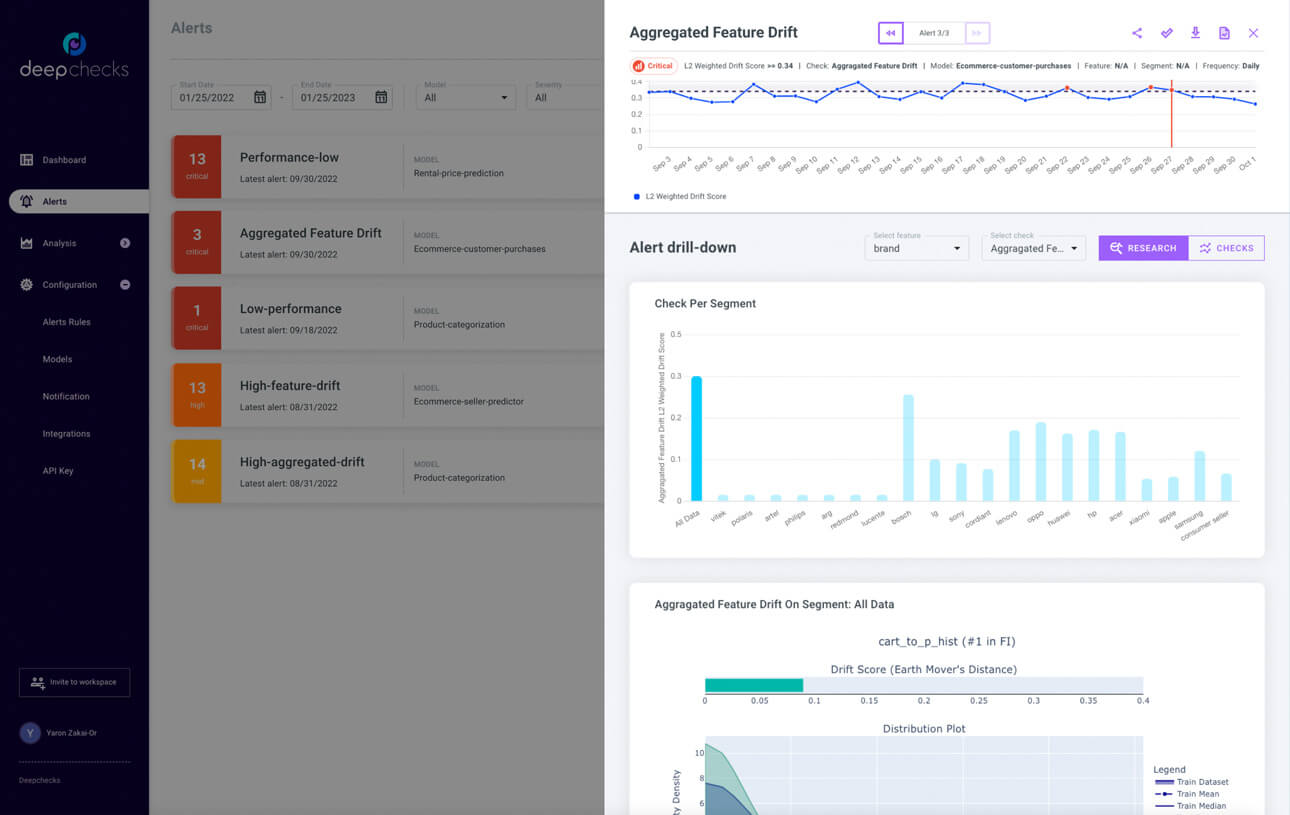 deepchecks
Dashboard
Alerts
Analysis
Configuration
Alerts Rules
Models
Notification
Integrations
API Key
Invite to workspace
Y Yaron Zakai-Or
Deepchecks
Alerts
Start Date
01/25/2022
-
End Date
01/25/2023
Model
All
Severity
All
13 critical
Performance-low
Latest alert: 09/30/2022
MODEL
Rental-price-prediction
3 critical
Aggregated Feature Drift
Latest alert: 09/30/2022
MODEL
Ecommerce-customer-purchases
1 critical
Low-performance
Latest alert: 09/18/2022
MODEL
Product-categorization
13 high
High-feature-drift
Latest alert: 08/31/2022
MODEL
Ecommerce-seller-predictor
14 mid
High-aggregated-drift
Latest alert: 08/31/2022
MODEL
Product-categorization
Aggregated Feature Drift
Alert 3/3
Critical L2 Weighted Drift Score >= 0.34 | Check: Aggragated Feature Drift | Model: Ecommerce-customer-purchases | Feature: N/A | Segment: N/A | Frequency: Daily
0.4
0.3
0.2
0.1
0
Sep 3 Sep 4 Sep 5 Sep 6 Sep 7 Sep 8 Sep 9 Sep 10 Sep 11 Sep 12 Sep 13 Sep 14 Sep 15 Sep 16 Sep 17 Sep 18 Sep 19 Sep 20 Sep 21 Sep 22 Sep 23 Sep 24 Sep 25 Sep 26 Sep 27 Sep 28 Sep 29 Sep 30 Oct 1
L2 Weighted Drift Score
Alert drill-down
Select feature
brand
Select check
Aggragated Fe...
RESEARCH
CHECKS
Check Per Segment
Aggragated Feature Drift L2 Weighted Drift Score
0.5
0.3
0.2
0.1
0
All Data vitek polaris artel philips arg redmond lucente bosch lg sony cordiant lenovo oppo huawei hp acer xiaomi apple samsung consumer seller
Aggragated Feature Drift On Segment: All Data
cart_to_p_hist (#1 in FI)
Drift Score (Earth Mover's Distance)
0 0.05 0.1 0.15 0.2 0.25 0.3 0.35 0.4
Distribution Plot
10
8
6
ty Density
Legend
Train Dataset
Train Mean
Train Median